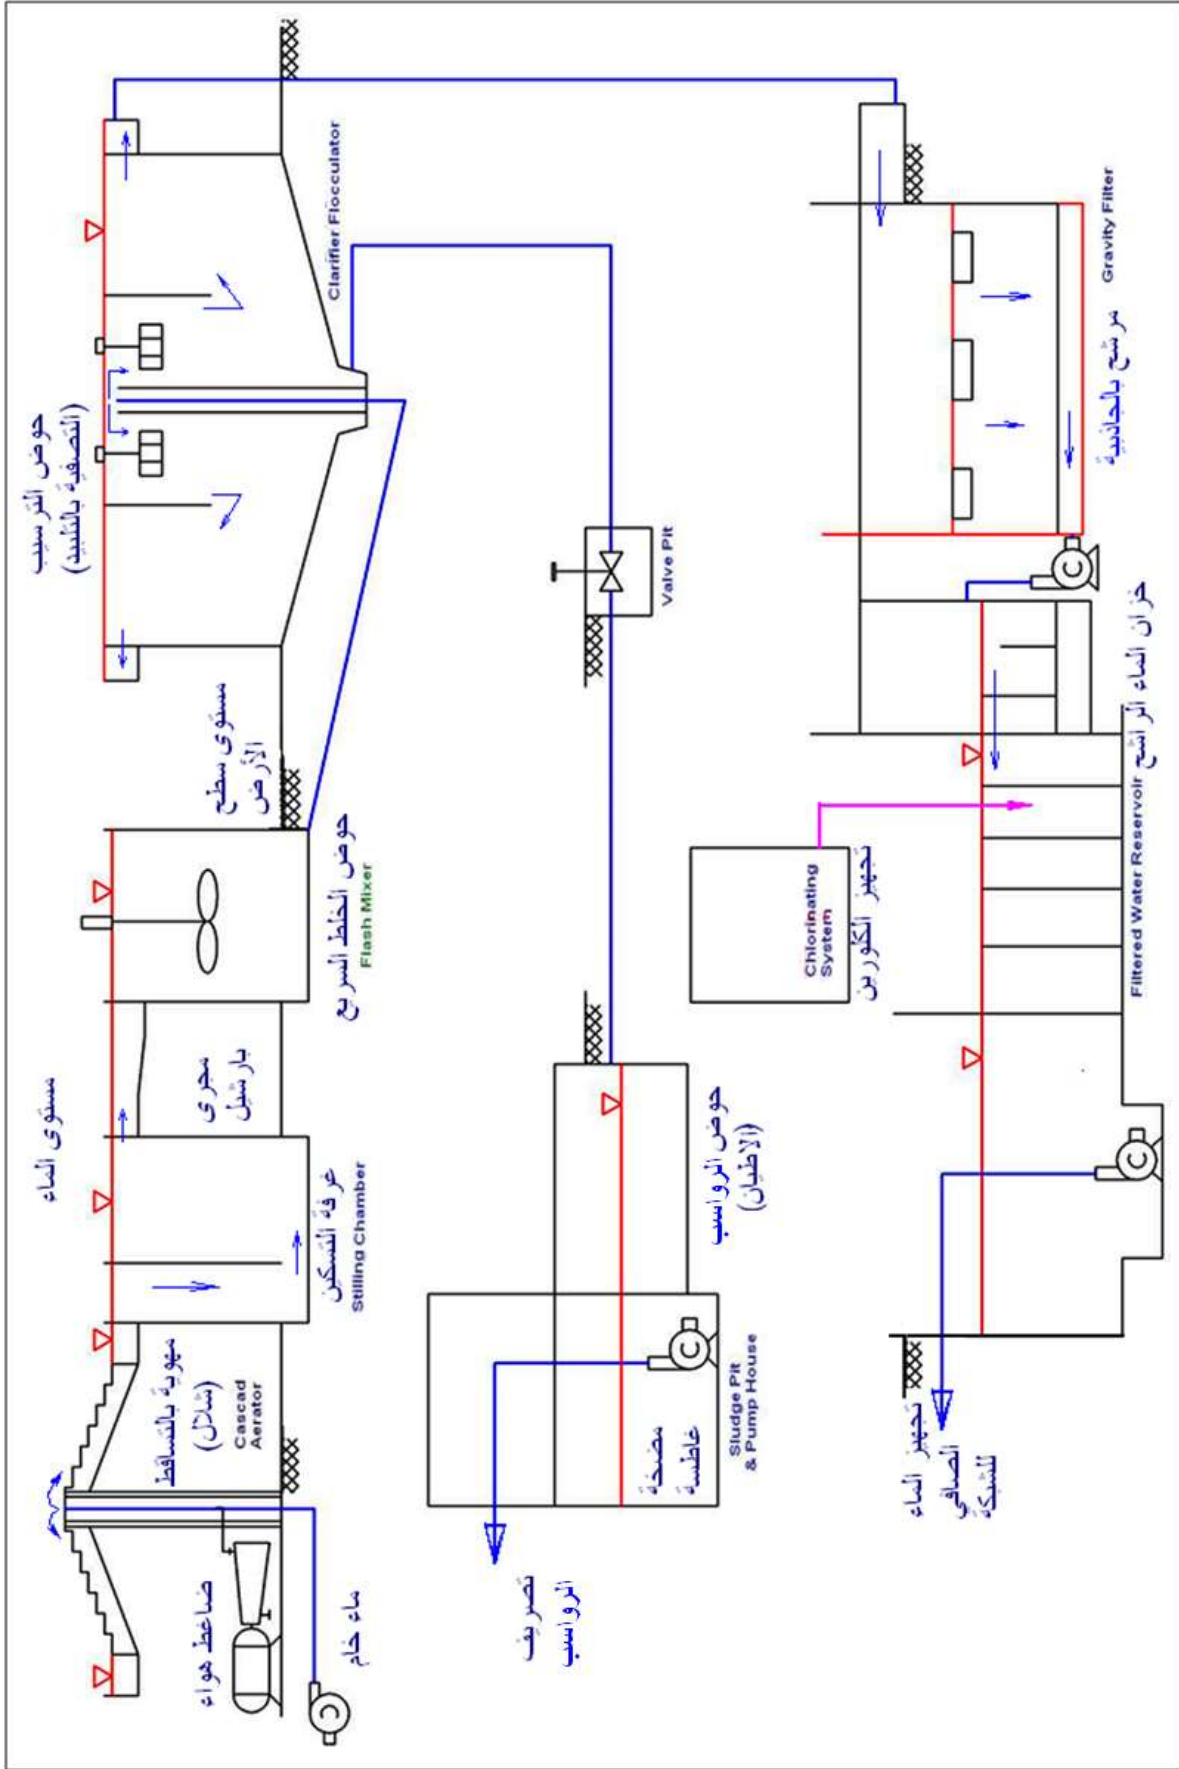 ماء خام
ضاغط هواء
مهوية بالتساقط
(شلال)
Cascad
Aerator
مستوى الماء
غرفة التسكين
Stilling Chamber
مجرى
بارشيل
حوض الخلط السريع
Flash Mixer
مستوى سطح
الأرض
حوض الترسيب
(التصفية بالتلبيد)
Clarifier Flocculator
تصريف
الرواسب
مضخة
غاطسة
Sludge Pit
& Pump House
حوض الرواسب
(الاطيان)
Valve Pit
Chlorinating
System
تجهيز الكلورين
مرشح بالجاذبية
Gravity Filter
خزان الماء الراشح
Filtered Water Reservoir
تجهيز الماء
الصافي
للشبكة
C
C
C
C